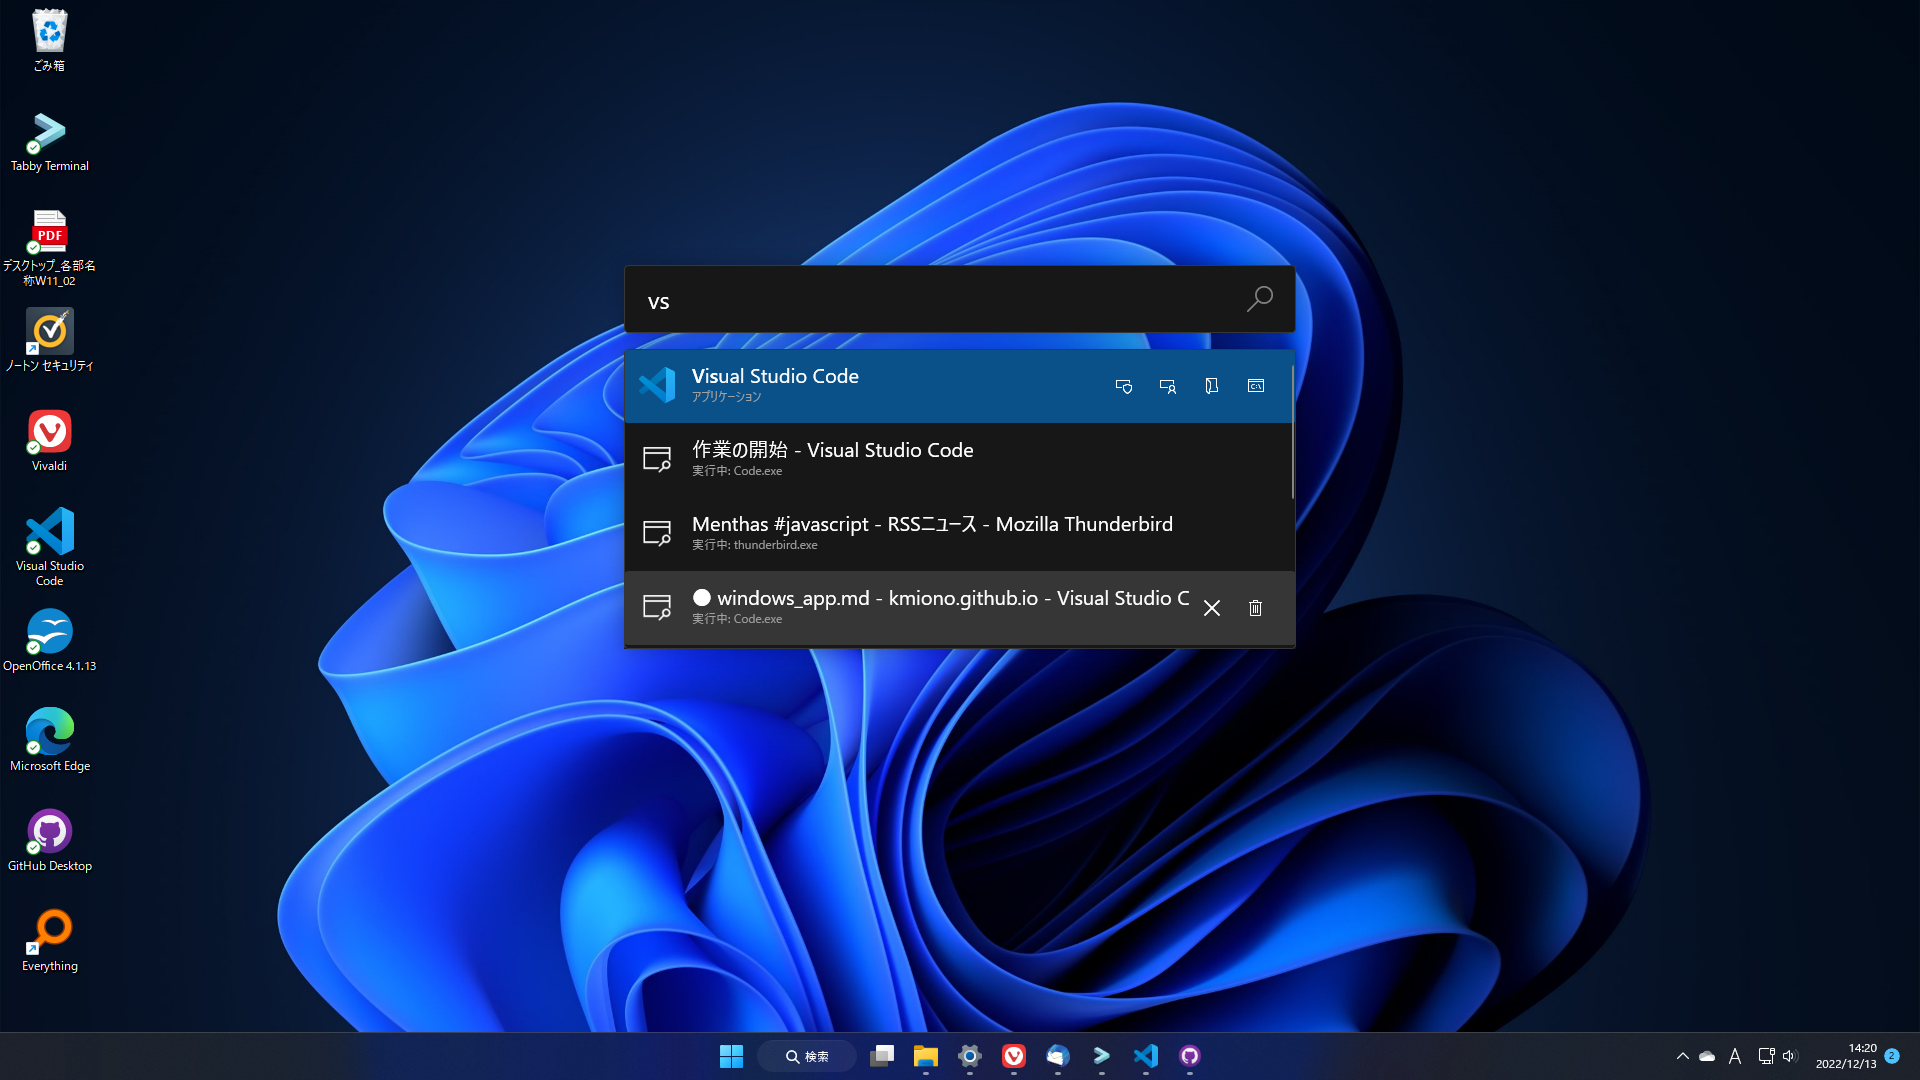 ごみ箱
Tabby Terminal
PDF
デスクトップ_各部名
称W11_02
ノートン セキュリティ
Vivaldi
Visual Studio
Code
OpenOffice 4.1.13
Microsoft Edge
GitHub Desktop
Everything
vs
Visual Studio Code
アプリケーション
作業の開始 - Visual Studio Code
実行中: Code.exe
Menthas #javascript - RSSニュース - Mozilla Thunderbird
実行中: thunderbird.exe
● windows_app.md - kmiono.github.io - Visual Studio C
実行中: Code.exe
検索
A
14:20
2022/12/13
2